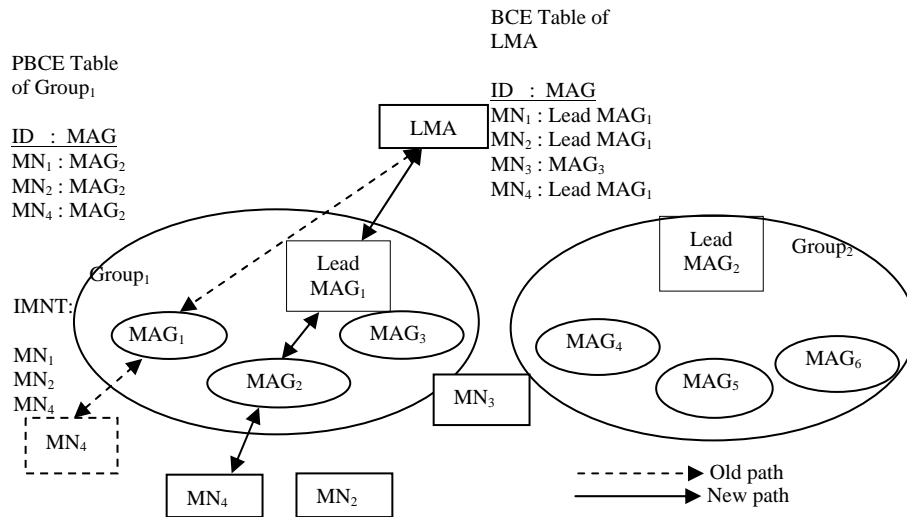 PBCE Table
of Group₁
ID : MAG
MN₁ : MAG₂
MN₂ : MAG₂
MN₄ : MAG₂
BCE Table of
LMA
ID : MAG
MN₁ : Lead MAG₁
MN₂ : Lead MAG₁
MN₃ : MAG₃
MN₄ : Lead MAG₁
LMA
Group₁
Lead
MAG₁
MAG₁
MAG₂
MAG₃
IMNT:
MN₁
MN₂
MN₄
MN₄
MN₄
MN₂
MN₃
Lead
MAG₂
Group₂
MAG₄
MAG₅
MAG₆
Old path
New path